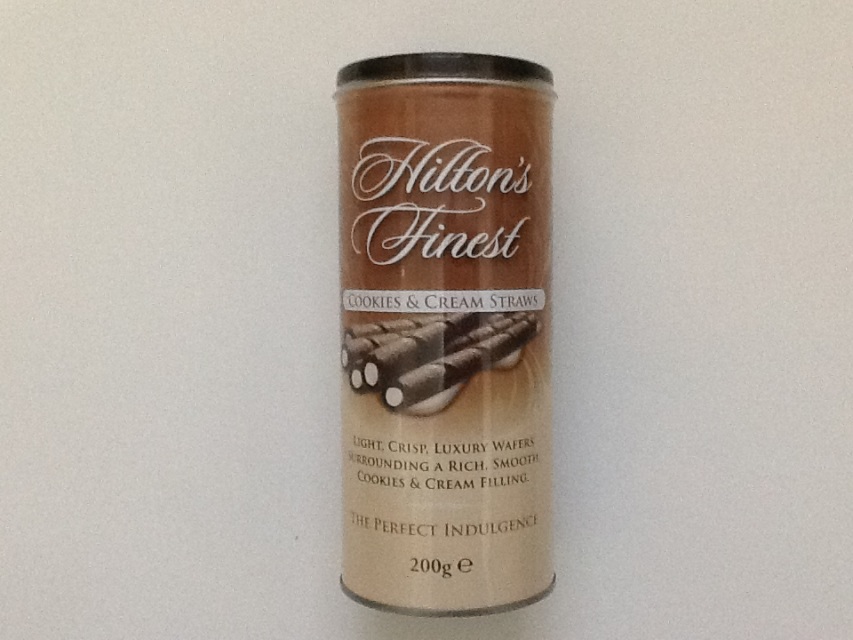 Hilton's
Finest
COOKIES & CREAM STRAWS
LIGHT, CRISP, LUXURY WAFERS
SURROUNDING A RICH, SMOOTH,
COOKIES & CREAM FILLING.
THE PERFECT INDULGENCE
200g ℮